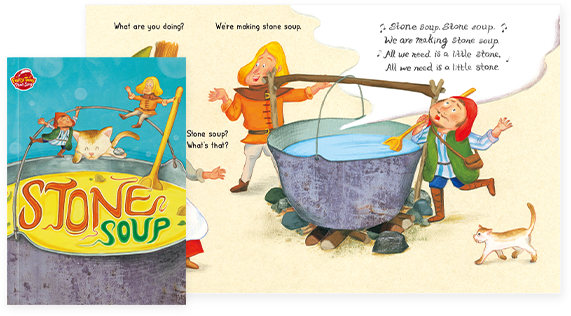 What are you doing?
We're making stone soup.
Stone soup. Stone soup.
We are making stone soup.
All we need is a little stone.
All we need is a little stone.
Stone soup?
What's that?
STONE
SOUP